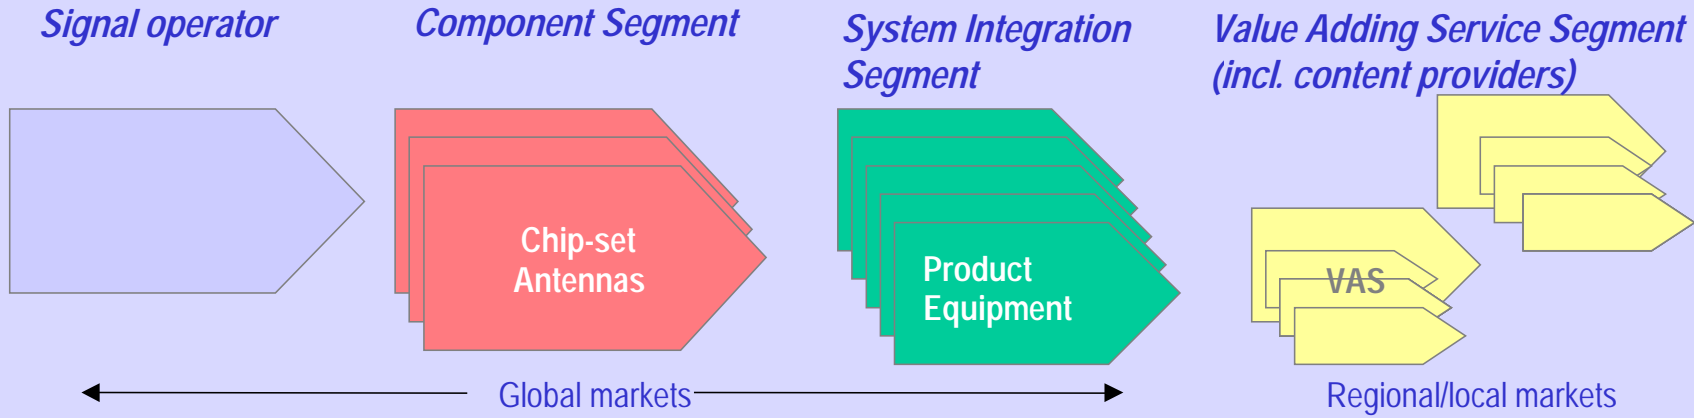 Signal operator
Component Segment
System Integration
Segment
Value Adding Service Segment
(incl. content providers)
Chip-set
Antennas
Product
Equipment
VAS
Global markets
Regional/local markets